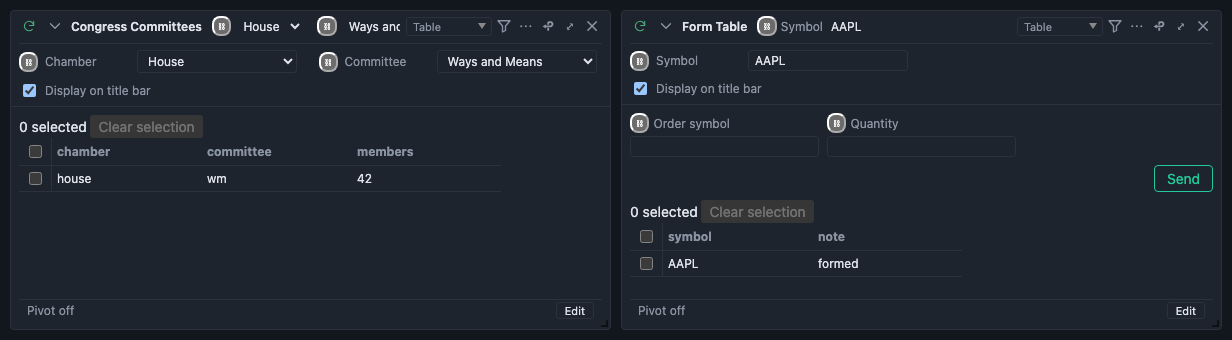 Congress Committees House Ways and Table
Chamber House Committee Ways and Means
Display on title bar
0 selected Clear selection
chamber committee members
house wm 42
Pivot off Edit
Form Table Symbol AAPL Table
Symbol AAPL
Display on title bar
Order symbol Quantity
Send
0 selected Clear selection
symbol note
AAPL formed
Pivot off Edit